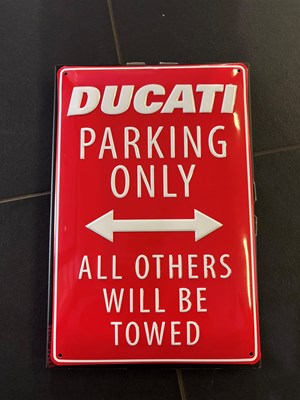 DUCATI
PARKING
ONLY
ALL OTHERS
WILL BE
TOWED